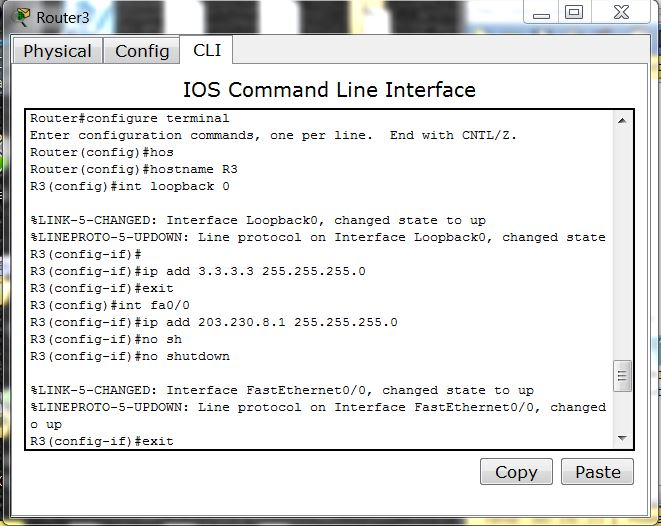 Router3
Physical Config CLI
IOS Command Line Interface
Router#configure terminal
Enter configuration commands, one per line.  End with CNTL/Z.
Router(config)#hos
Router(config)#hostname R3
R3(config)#int loopback 0
%LINK-5-CHANGED: Interface Loopback0, changed state to up
%LINEPROTO-5-UPDOWN: Line protocol on Interface Loopback0, changed state
R3(config-if)#
R3(config-if)#ip add 3.3.3.3 255.255.255.0
R3(config-if)#exit
R3(config)#int fa0/0
R3(config-if)#ip add 203.230.8.1 255.255.255.0
R3(config-if)#no sh
R3(config-if)#no shutdown
%LINK-5-CHANGED: Interface FastEthernet0/0, changed state to up
%LINEPROTO-5-UPDOWN: Line protocol on Interface FastEthernet0/0, changed
o up
R3(config-if)#exit
Copy Paste